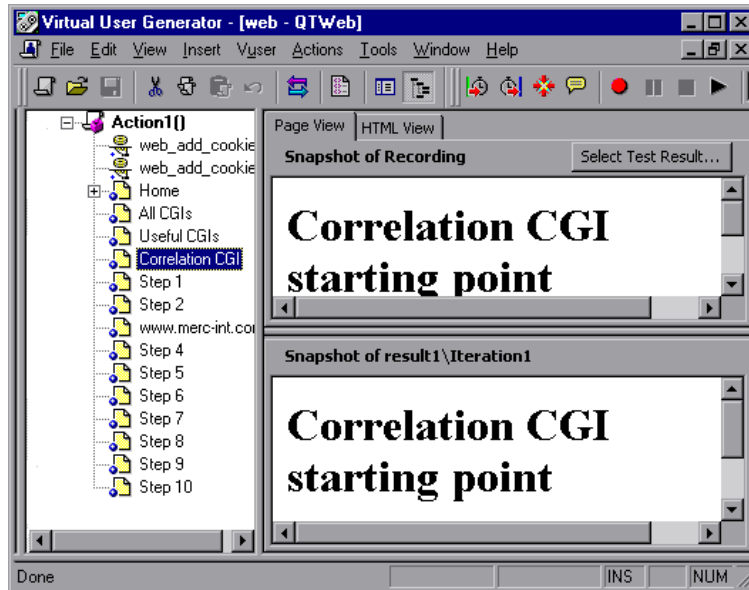 Virtual User Generator - [web - QTWeb]
File Edit View Insert Vuser Actions Tools Window Help
Action1()
web_add_cookie
web_add_cookie
Home
All CGIs
Useful CGIs
Correlation CGI
Step 1
Step 2
www.merc-int.co
Step 4
Step 5
Step 6
Step 7
Step 8
Step 9
Step 10
Page View HTML View
Snapshot of Recording Select Test Result...
Correlation CGI
starting point
Snapshot of result1\Iteration1
Correlation CGI
starting point
Done INS NUM